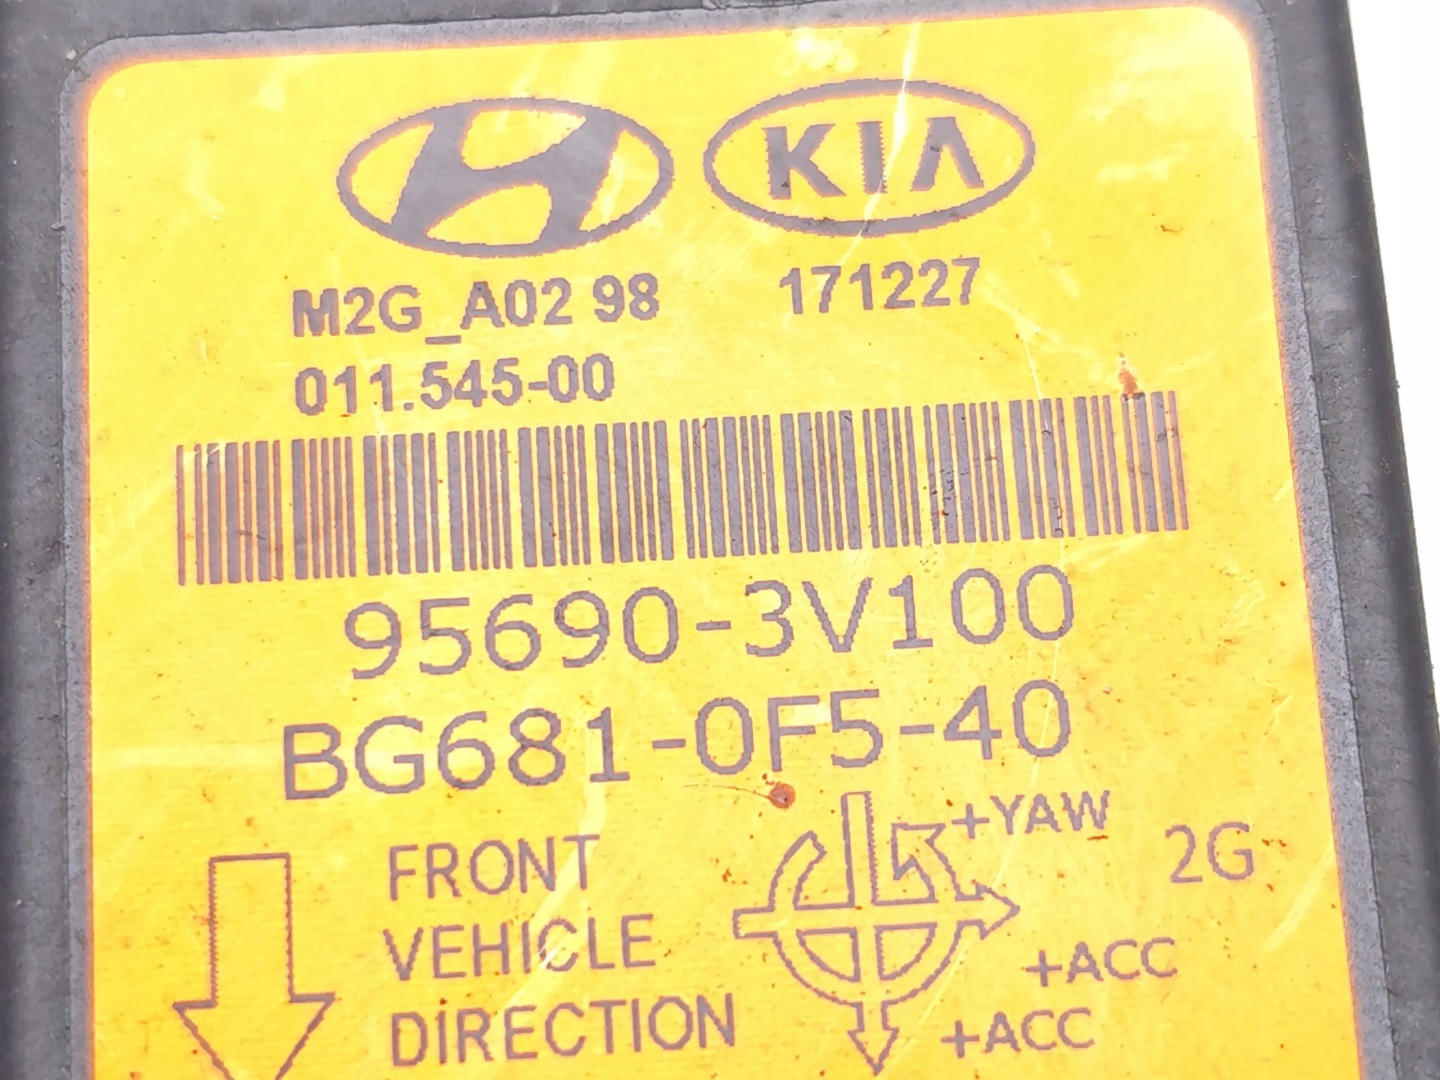 KIA
M2G_A02 98 171227
011.545-00
95690-3V100
BG681-0F5-40
FRONT
VEHICLE
DIRECTION
+YAW
2G
+ACC
+ACC